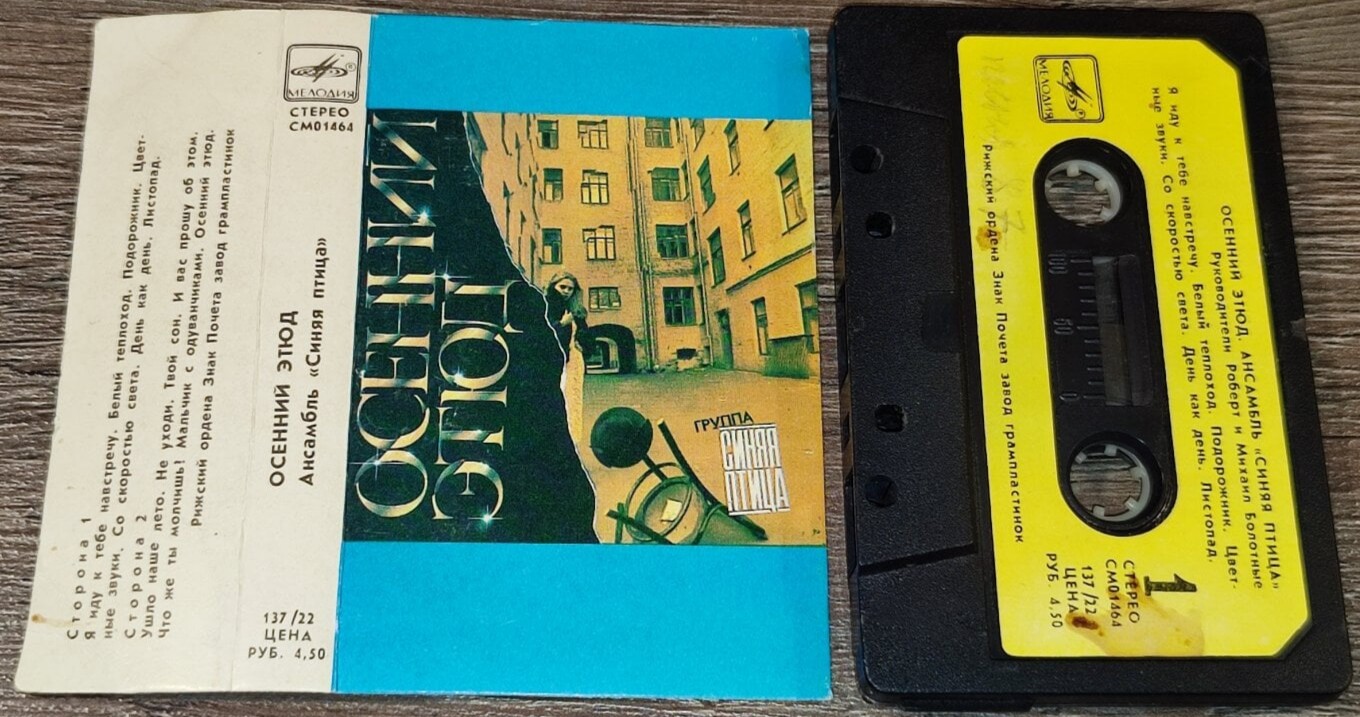 Сторона 1
Я иду к тебе навстречу. Белый теплоход. Подорожник. Цвет-
ные звуки. Со скоростью света. День как день. Листопад.
Сторона 2
Ушло наше лето. Не уходи. Твой сон. И вас прошу об этом.
Что же ты молчишь! Мальчик с одуванчиками. Осенний этюд.
Рижский ордена Знак Почета завод грампластинок
МЕЛОДИЯ
СТЕРЕО
СМ01464
ОСЕННИЙ ЭТЮД
Ансамбль «Синяя птица»
137/22
ЦЕНА
РУБ. 4,50
ОСЕННИЙ
ЭТЮД
ГРУППА
СИНЯЯ
ПТИЦА
МЕЛОДИЯ
ОСЕННИЙ ЭТЮД. АНСАМБЛЬ «СИНЯЯ ПТИЦА»
Руководители Роберт и Михаил Болотные
Я иду к тебе навстречу. Белый теплоход. Подорожник. Цвет-
ные звуки. Со скоростью света. День как день. Листопад.
1
СТЕРЕО
СМ01464
137/22
ЦЕНА
РУБ. 4,50
100 50 0
Рижский ордена Знак Почета завод грампластинок